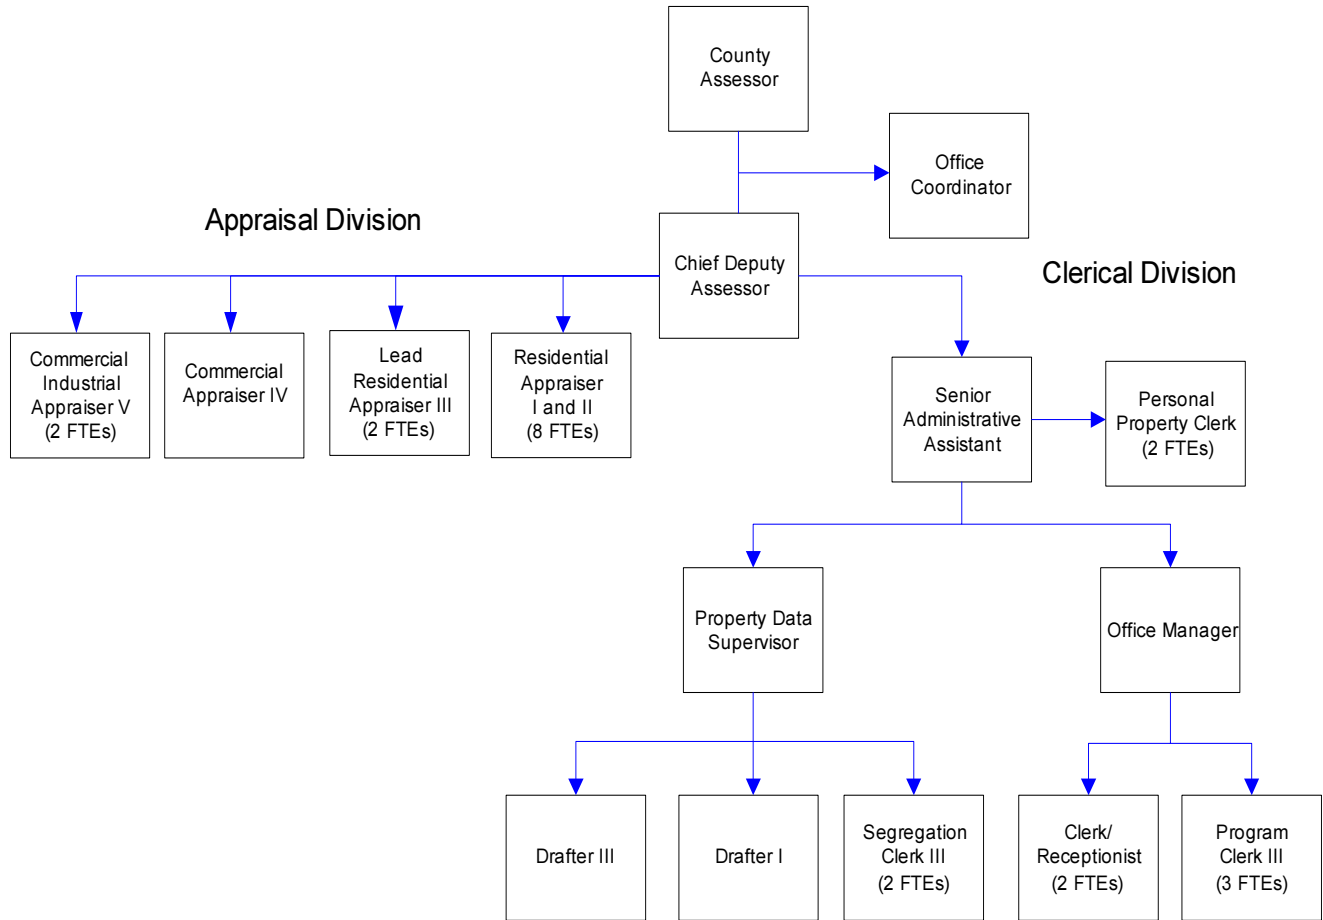 County
Assessor
Office
Coordinator
Appraisal Division
Chief Deputy
Assessor
Clerical Division
Commercial
Industrial
Appraiser V
(2 FTEs)
Commercial
Appraiser IV
Lead
Residential
Appraiser III
(2 FTEs)
Residential
Appraiser
I and II
(8 FTEs)
Senior
Administrative
Assistant
Personal
Property Clerk
(2 FTEs)
Property Data
Supervisor
Office Manager
Drafter III
Drafter I
Segregation
Clerk III
(2 FTEs)
Clerk/
Receptionist
(2 FTEs)
Program
Clerk III
(3 FTEs)